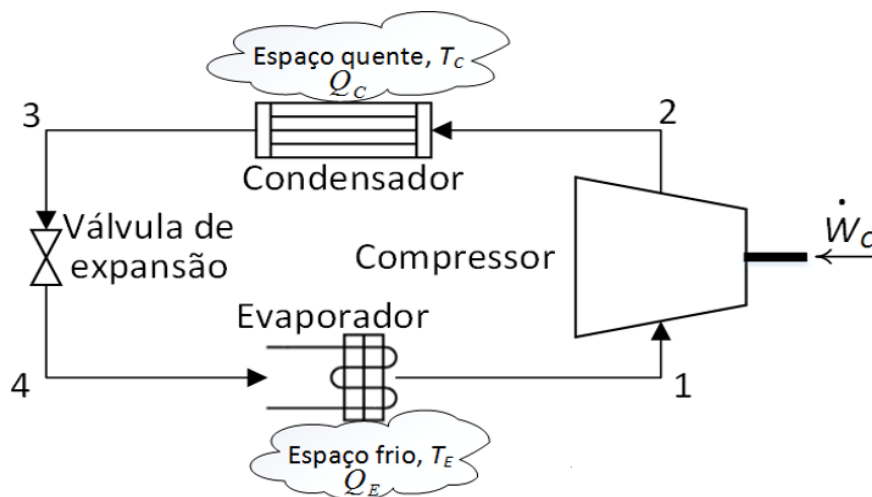 Espaço quente, T_C
Q_C
3
2
Condensador
Válvula de
expansão
Compressor
Ẇ_C
Evaporador
4
1
Espaço frio, T_E
Q_E